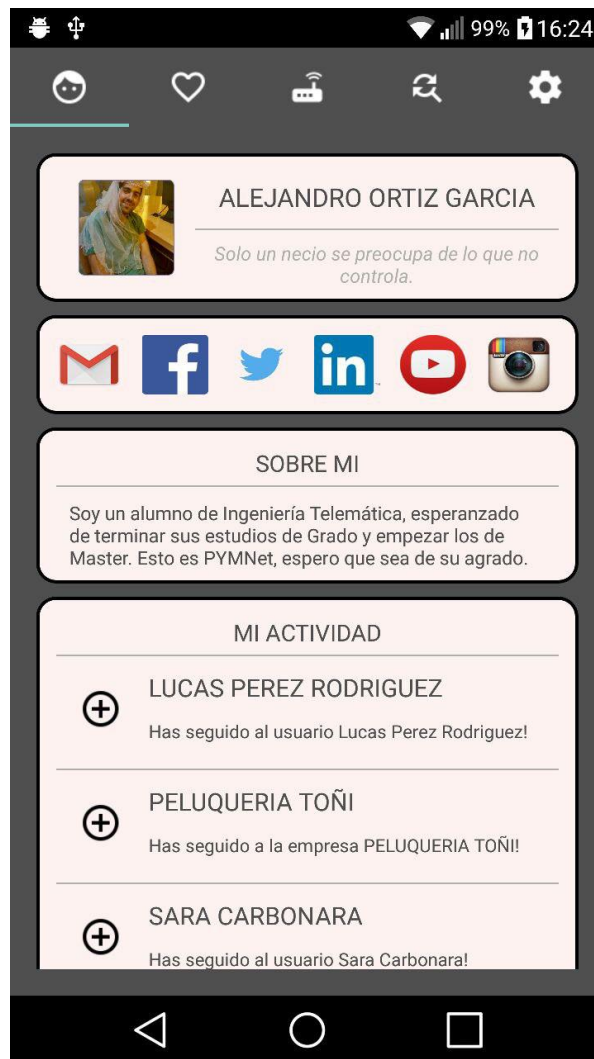 99% 16:24
ALEJANDRO ORTIZ GARCIA
Solo un necio se preocupa de lo que no
controla.
in
SOBRE MI
Soy un alumno de Ingeniería Telemática, esperanzado
de terminar sus estudios de Grado y empezar los de
Master. Esto es PYMNet, espero que sea de su agrado.
MI ACTIVIDAD
LUCAS PEREZ RODRIGUEZ
Has seguido al usuario Lucas Perez Rodriguez!
PELUQUERIA TOÑI
Has seguido a la empresa PELUQUERIA TOÑI!
SARA CARBONARA
Has seguido al usuario Sara Carbonara!